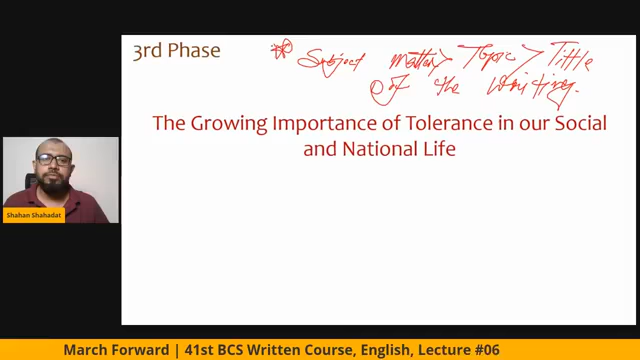 3rd Phase
Subject matter > Topic > Tittle
of the writing.
The Growing Importance of Tolerance in our Social
and National Life
Shahan Shahadat
March Forward | 41st BCS Written Course, English, Lecture #06